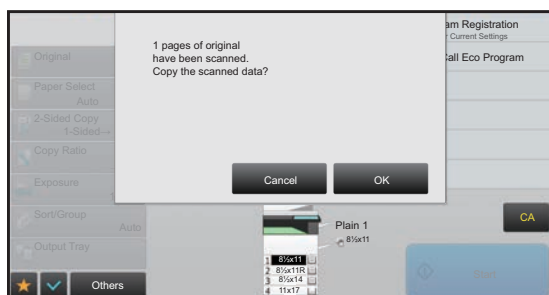 1 pages of original
have been scanned.
Copy the scanned data?
Cancel
OK
am Registration
Current Settings
Call Eco Program
Original
Paper Select
Auto
2-Sided Copy
1-Sided→
Copy Ratio
Exposure
Sort/Group
Auto
Output Tray
Others
Plain 1
8½x11
1 8½x11
2 8½x11R
3 8½x14
4 11x17
CA
Start